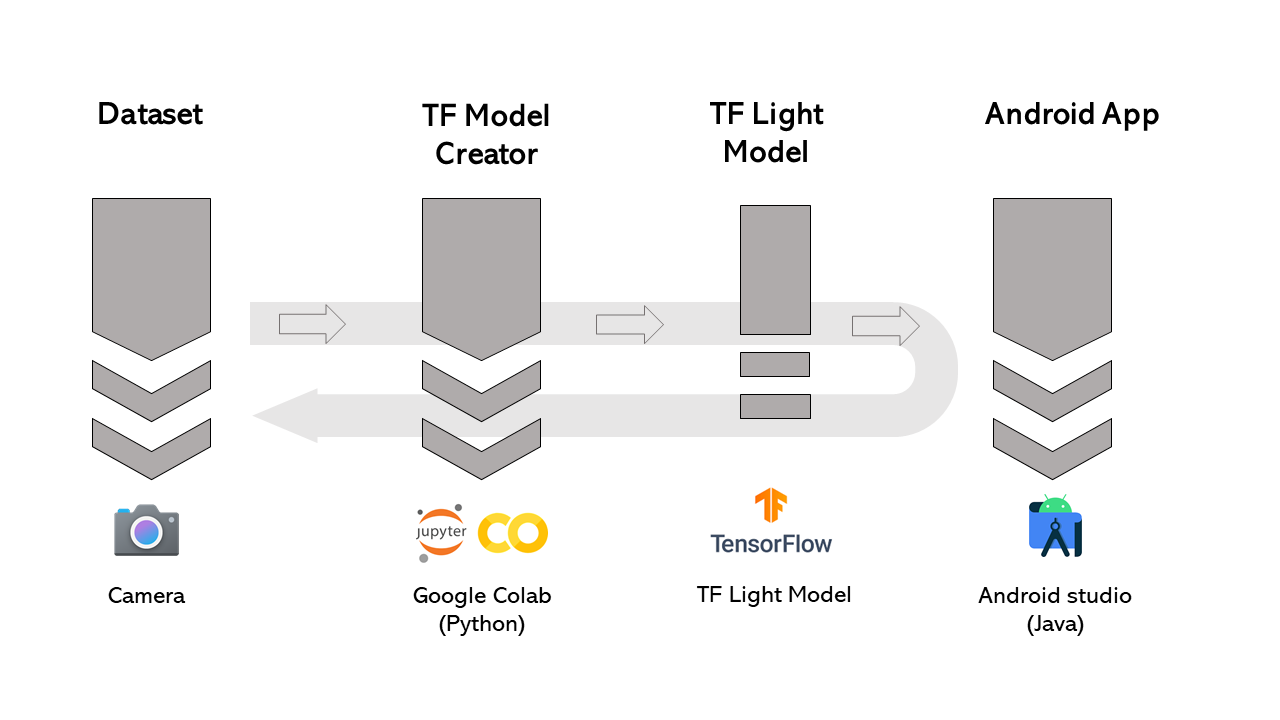 Dataset
TF Model
Creator
TF Light
Model
Android App
jupyter
TensorFlow
Camera
Google Colab
(Python)
TF Light Model
Android studio
(Java)